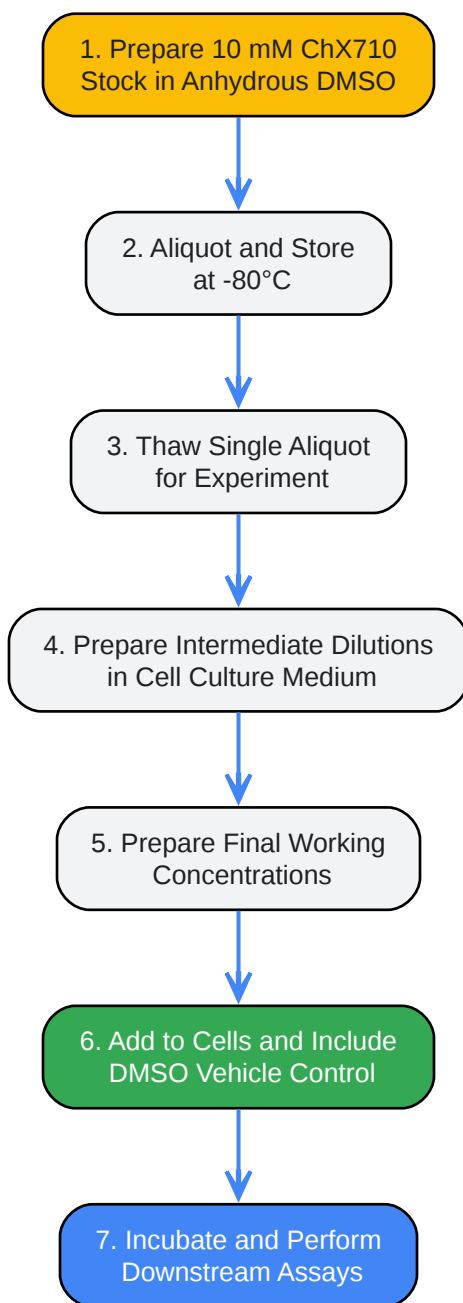 1. Prepare 10 mM ChX710
Stock in Anhydrous DMSO
2. Aliquot and Store
at -80°C
3. Thaw Single Aliquot
for Experiment
4. Prepare Intermediate Dilutions
in Cell Culture Medium
5. Prepare Final Working
Concentrations
6. Add to Cells and Include
DMSO Vehicle Control
7. Incubate and Perform
Downstream Assays